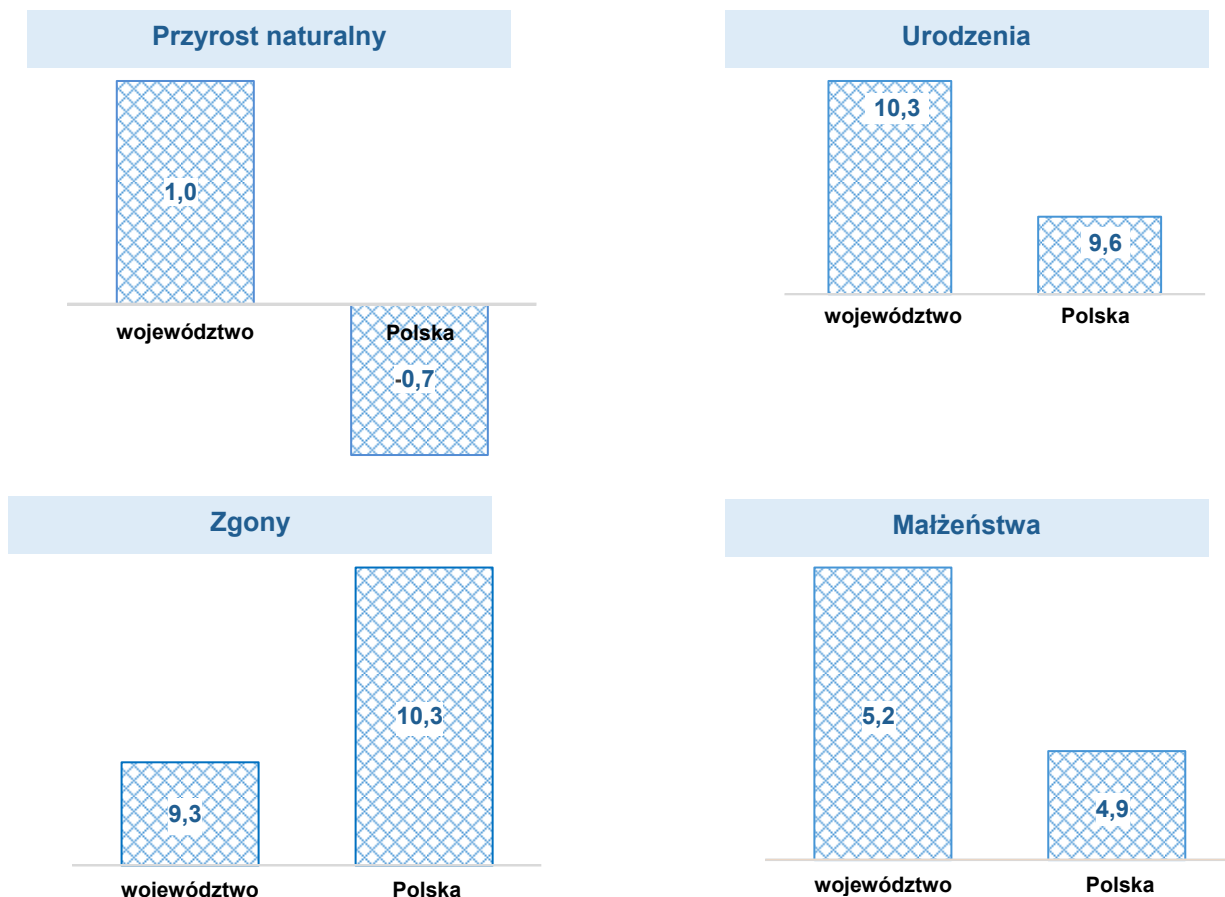 Przyrost naturalny
1,0
województwo
Polska
-0,7
Urodzenia
10,3
9,6
województwo
Polska
Zgony
10,3
9,3
województwo
Polska
Małżeństwa
5,2
4,9
województwo
Polska